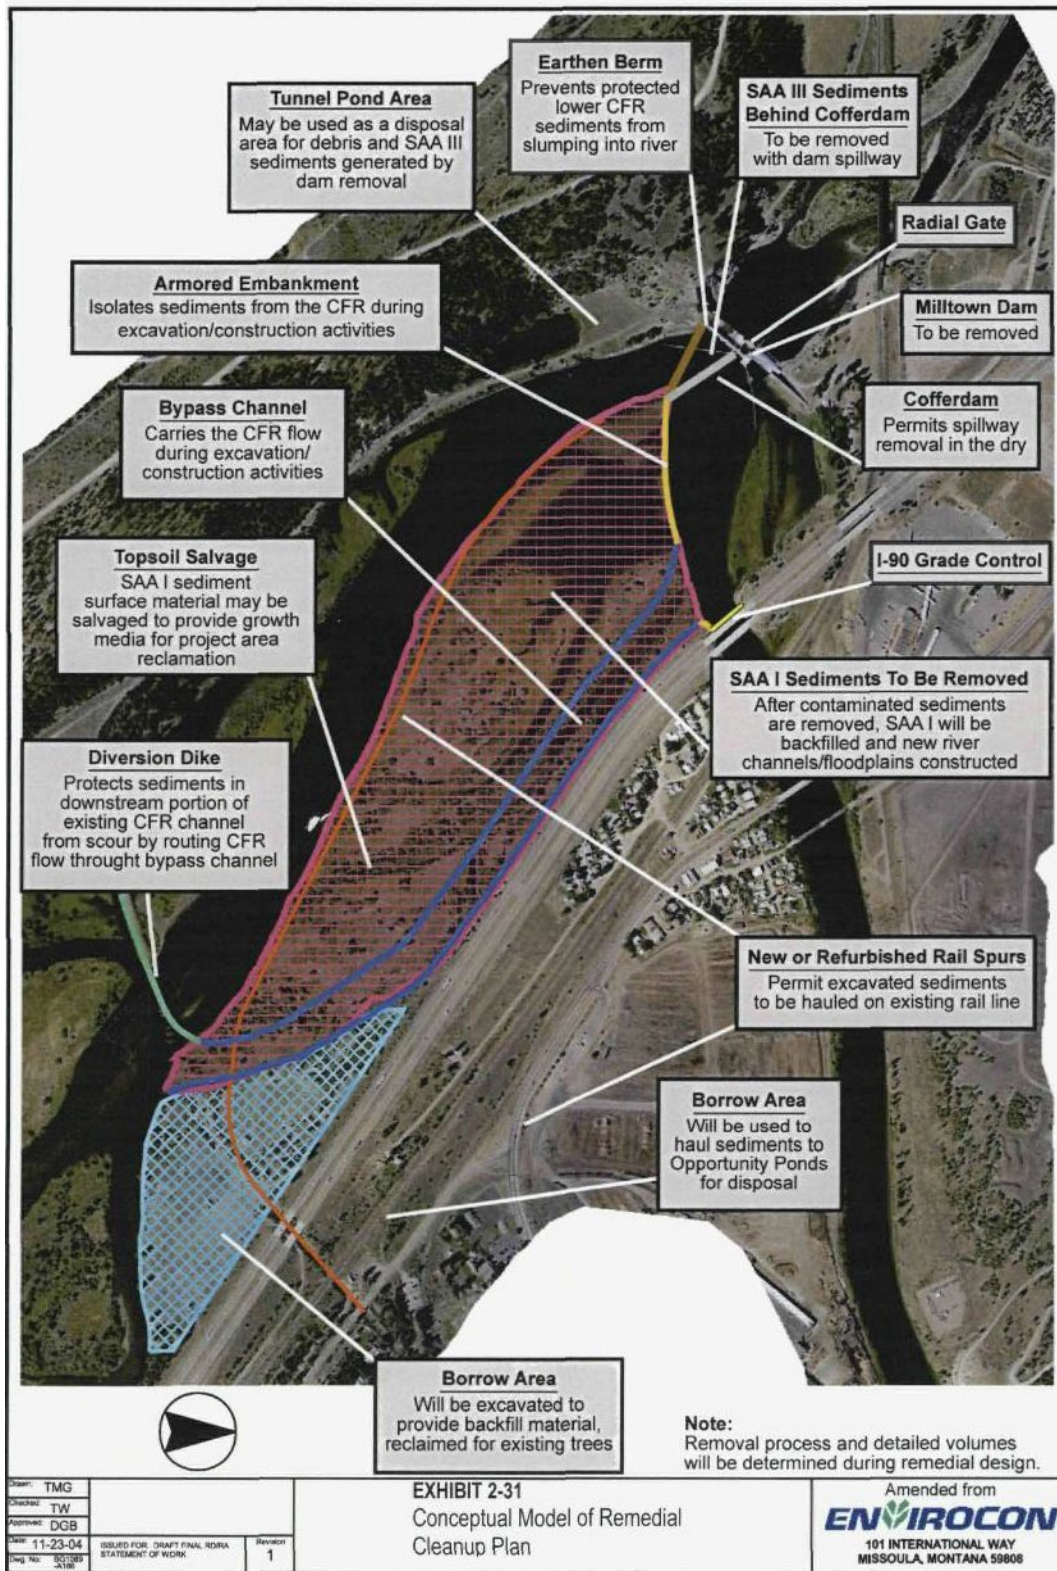 Earthen Berm
Prevents protected
lower CFR
sediments from
slumping into river
SAA III Sediments
Behind Cofferdam
To be removed
with dam spillway
Tunnel Pond Area
May be used as a disposal
area for debris and SAA III
sediments generated by
dam removal
Radial Gate
Armored Embankment
Isolates sediments from the CFR during
excavation/construction activities
Milltown Dam
To be removed
Bypass Channel
Carries the CFR flow
during excavation/
construction activities
Cofferdam
Permits spillway
removal in the dry
Topsoil Salvage
SAA I sediment
surface material may be
salvaged to provide growth
media for project area
reclamation
I-90 Grade Control
SAA I Sediments To Be Removed
After contaminated sediments
are removed, SAA I will be
backfilled and new river
channels/floodplains constructed
Diversion Dike
Protects sediments in
downstream portion of
existing CFR channel
from scour by routing CFR
flow throught bypass channel
New or Refurbished Rail Spurs
Permit excavated sediments
to be hauled on existing rail line
Borrow Area
Will be used to
haul sediments to
Opportunity Ponds
for disposal
Borrow Area
Will be excavated to
provide backfill material,
reclaimed for existing trees
Note:
Removal process and detailed volumes
will be determined during remedial design.
Drawn: TMG
Checked: TW
Approved: DGB
Date: 11-23-04
Dwg. No:
ISSUED FOR: DRAFT FINAL RD/RA
STATEMENT OF WORK
Revision
1
EXHIBIT 2-31
Conceptual Model of Remedial
Cleanup Plan
Amended from
ENVIROCON
101 INTERNATIONAL WAY
MISSOULA, MONTANA 59808